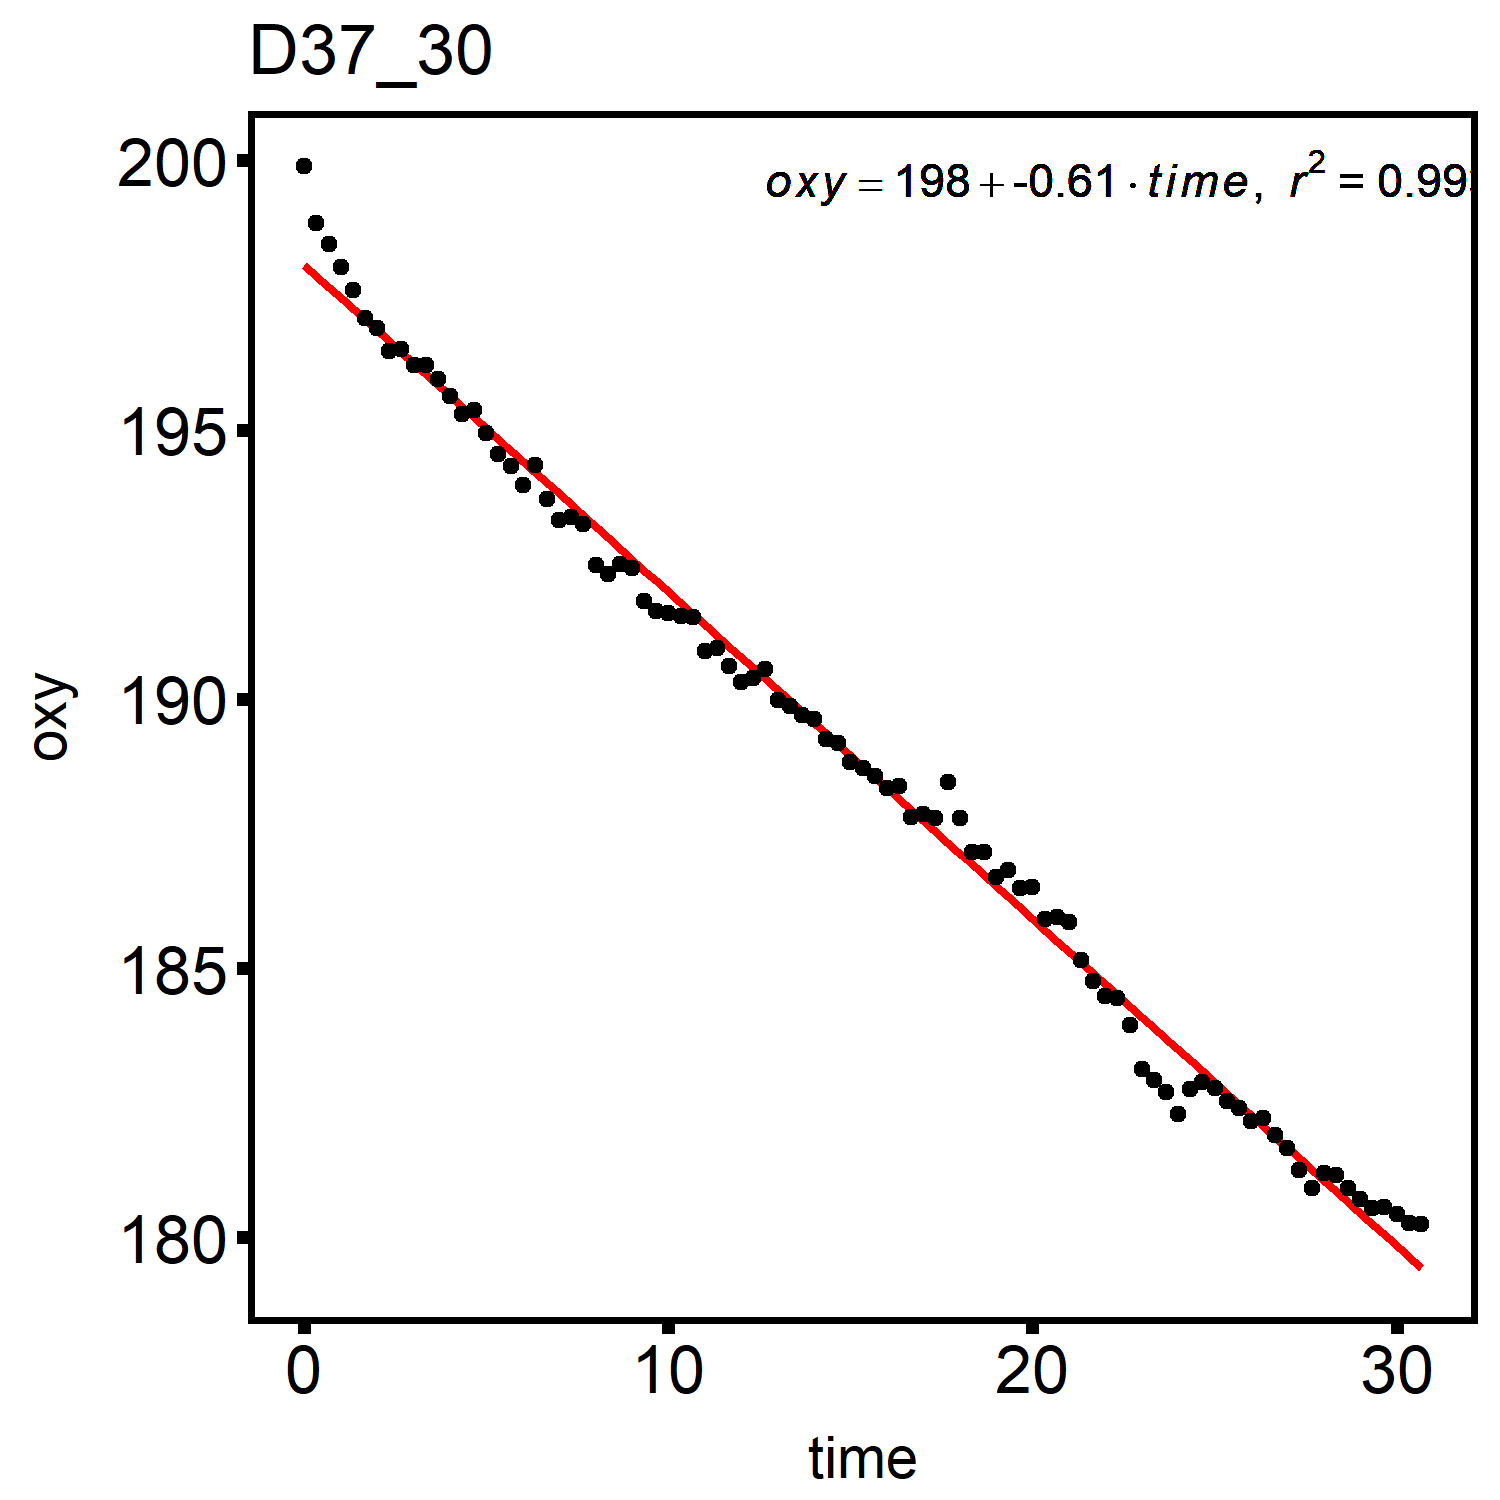 D37_30
oxy = 198 + -0.61 · time, r² = 0.99
200
195
190
185
180
oxy
0 10 20 30
time